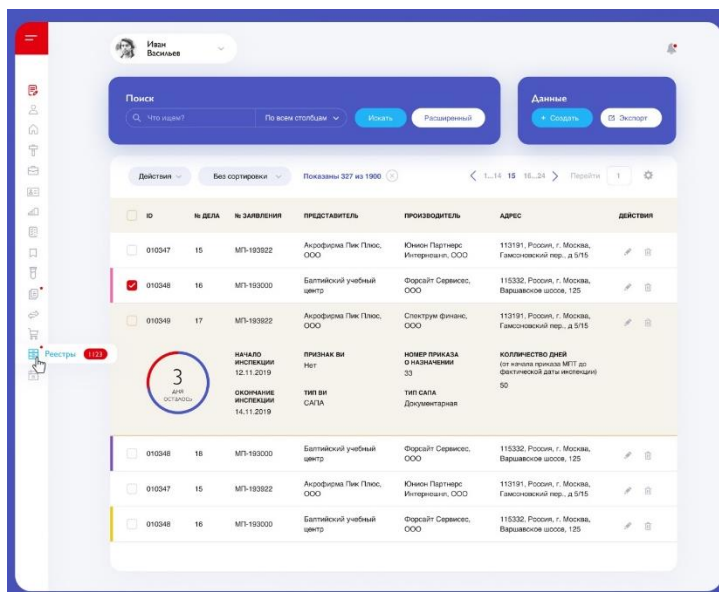 Иван
Васильев
Поиск
Что ищем?
По всем столбцам
Искать
Расширенный
Данные
+ Создать
Экспорт
Действия
Без сортировки
Показаны 327 из 1900
1...14 15 16...24
Перейти
1
ID № ДЕЛА № ЗАЯВЛЕНИЯ ПРЕДСТАВИТЕЛЬ ПРОИЗВОДИТЕЛЬ АДРЕС ДЕЙСТВИЯ
010347 15 МП-193922 Акрофирма Пик Плюс, Юнион Партнерс 113191, Россия, г. Москва,
ООО Интернешнл, ООО Гамсоновский пер., д 5/15
010348 16 МП-193000 Балтийский учебный Форсайт Сервисес, 115332, Россия, г. Москва,
центр ООО Варшавское шоссе, 125
010349 17 МП-193922 Акрофирма Пик Плюс, Спектрум финанс, 113191, Россия, г. Москва,
ООО ООО Гамсоновский пер., д 5/15
Реестры 1123
3
ДНЯ
ОСТАЛОСЬ
НАЧАЛО
ИНСПЕКЦИИ
12.11.2019
ПРИЗНАК ВИ
Нет
НОМЕР ПРИКАЗА
О НАЗНАЧЕНИИ
33
КОЛЛИЧЕСТВО ДНЕЙ
(от начала приказа МПТ до
фактической даты инспекции)
50
ОКОНЧАНИЕ
ИНСПЕКЦИИ
14.11.2019
ТИП ВИ
САПА
ТИП САПА
Документарная
010348 18 МП-193000 Балтийский учебный Форсайт Сервисес, 115332, Россия, г. Москва,
центр ООО Варшавское шоссе, 125
010347 15 МП-193922 Акрофирма Пик Плюс, Юнион Партнерс 113191, Россия, г. Москва,
ООО Интернешнл, ООО Гамсоновский пер., д 5/15
010348 16 МП-193000 Балтийский учебный Форсайт Сервисес, 115332, Россия, г. Москва,
центр ООО Варшавское шоссе, 125